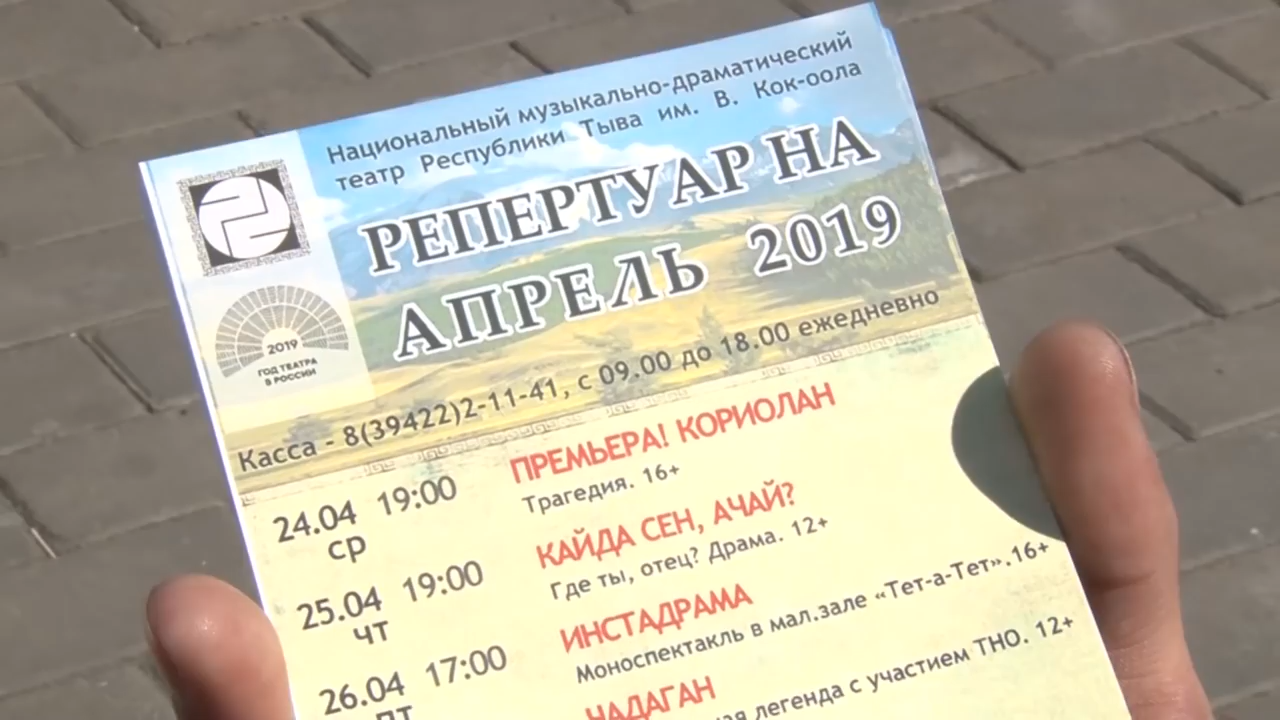 Национальный музыкально-драматический
театр Республики Тыва им. В. Кок-оола
РЕПЕРТУАР НА
АПРЕЛЬ 2019
2019
ГОД ТЕАТРА
В РОССИИ
Касса - 8(39422)2-11-41, с 09.00 до 18.00 ежедневно
24.04 19:00 ПРЕМЬЕРА! КОРИОЛАН
ср Трагедия. 16+
25.04 19:00 КАЙДА СЕН, АЧАЙ?
чт Где ты, отец? Драма. 12+
26.04 17:00 ИНСТАДРАМА
пт Моноспектакль в мал.зале «Тет-а-Тет».16+
ЧАДАГАН
легенда с участием ТНО. 12+